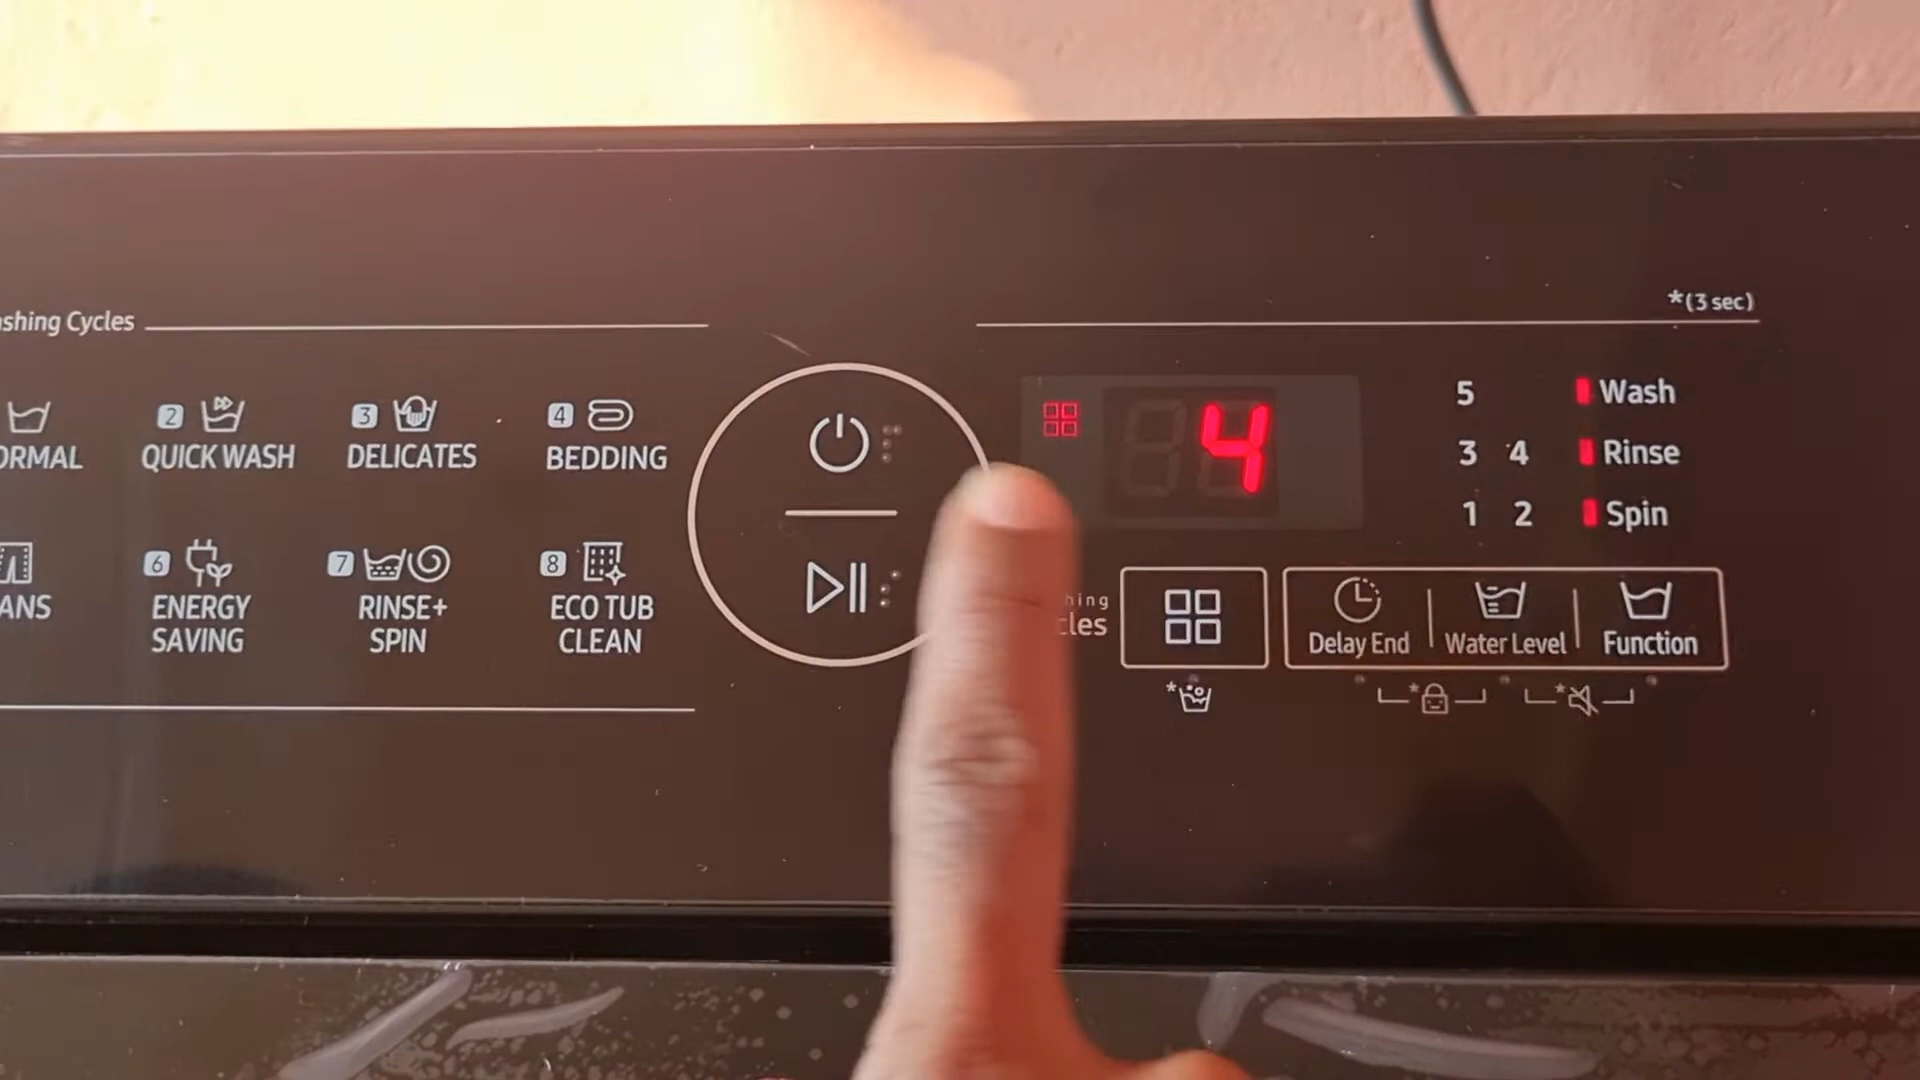 shing Cycles
*(3 sec)
ORMAL
2 QUICK WASH
3 DELICATES
4 BEDDING
ANS
6 ENERGY
SAVING
7 RINSE+
SPIN
8 ECO TUB
CLEAN
4
5 Wash
3 4 Rinse
1 2 Spin
hing
cles
Delay End
Water Level
Function
*
*
*